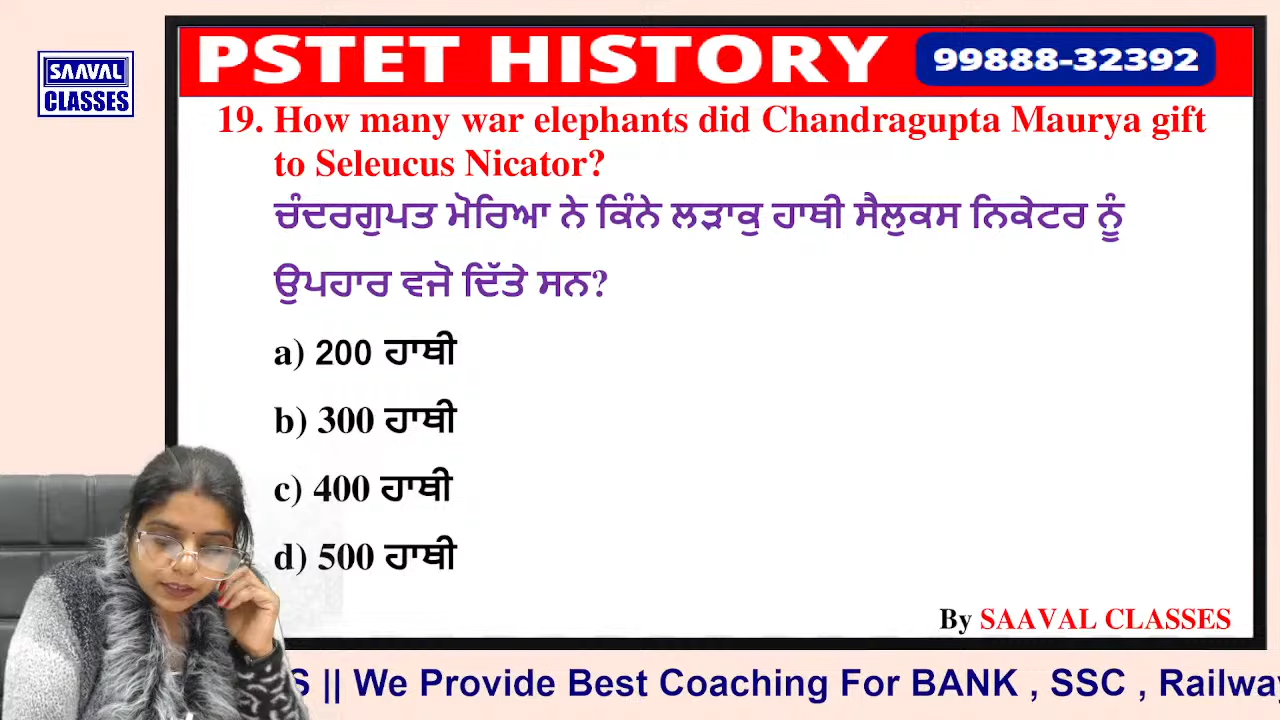 SAAVAL
CLASSES
PSTET HISTORY
99888-32392
19. How many war elephants did Chandragupta Maurya gift
to Seleucus Nicator?
ਚੰਦਰਗੁਪਤ ਮੋਰਿਆ ਨੇ ਕਿੰਨੇ ਲੜਾਕੁ ਹਾਥੀ ਸੈਲੁਕਸ ਨਿਕੇਟਰ ਨੂੰ
ਉਪਹਾਰ ਵਜੋ ਦਿੱਤੇ ਸਨ?
a) 200 ਹਾਥੀ
b) 300 ਹਾਥੀ
c) 400 ਹਾਥੀ
d) 500 ਹਾਥੀ
By SAAVAL CLASSES
S || We Provide Best Coaching For BANK , SSC , Railway